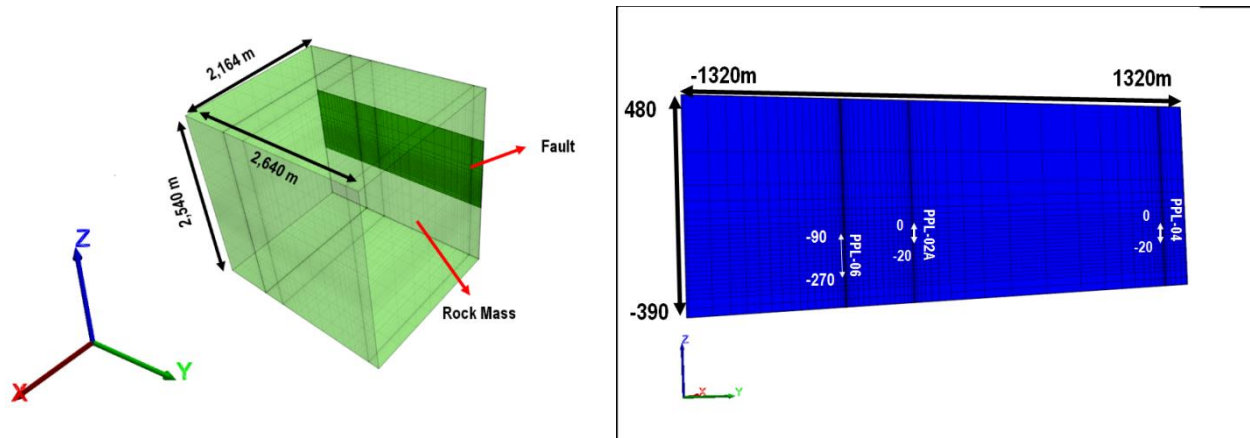 2,164 m
2,640 m
2,540 m
Fault
Rock Mass
Z
X
Y
-1320m
1320m
480
-390
-90
-270
PPL-06
0
-20
PPL-02A
0
-20
PPL-04
Z
X
Y